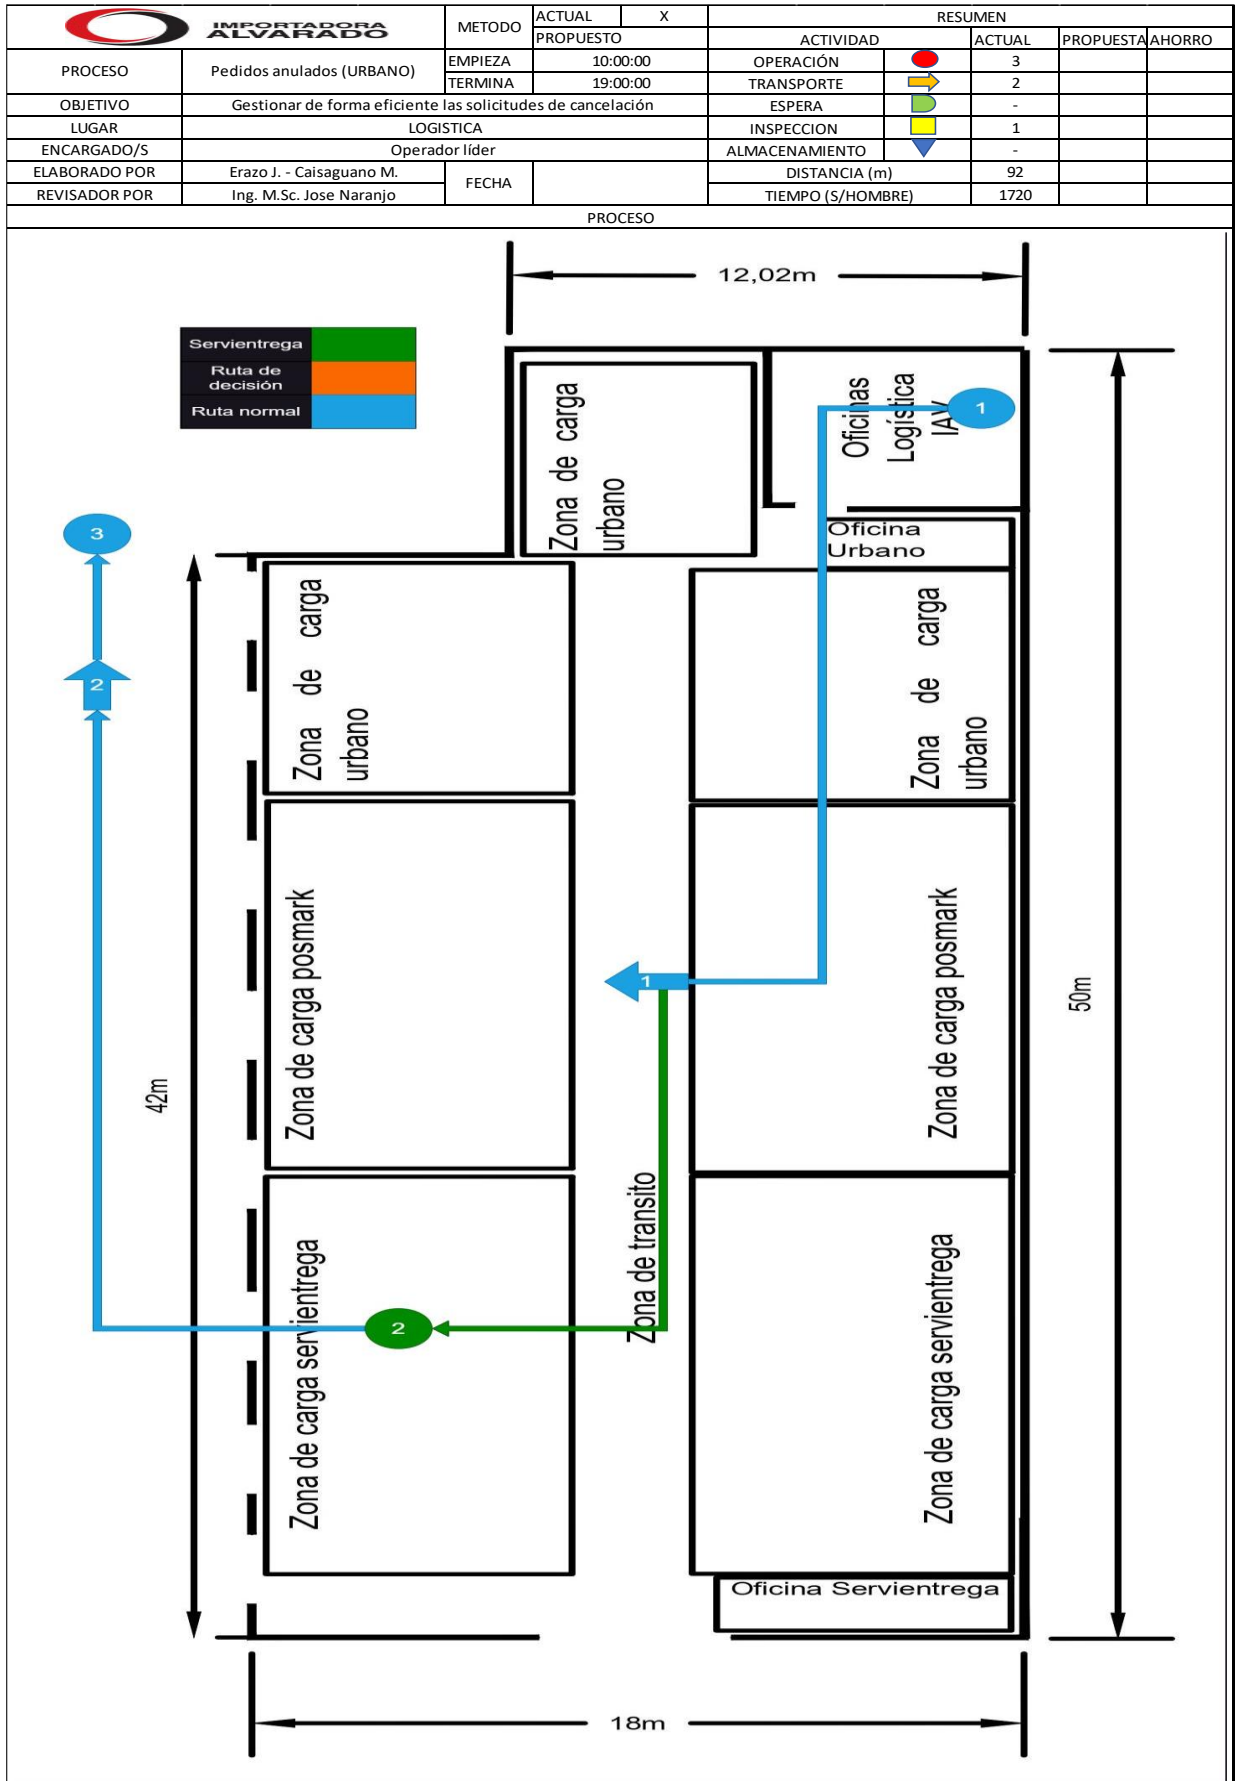 IMPORTADORA
ALVARADO
METODO
ACTUAL X
PROPUESTO
RESUMEN
ACTIVIDAD ACTUAL PROPUESTA AHORRO
PROCESO Pedidos anulados (URBANO)
EMPIEZA 10:00:00
TERMINA 19:00:00
OPERACIÓN 3
TRANSPORTE 2
OBJETIVO Gestionar de forma eficiente las solicitudes de cancelación
ESPERA -
LUGAR LOGISTICA
INSPECCION 1
ENCARGADO/S Operador líder
ALMACENAMIENTO -
ELABORADO POR Erazo J. - Caisaguano M.
FECHA
DISTANCIA (m) 92
REVISADOR POR Ing. M.Sc. Jose Naranjo
TIEMPO (S/HOMBRE) 1720
PROCESO
12,02m
Servientrega
Ruta de
decisión
Ruta normal
Zona de carga
urbano
Oficinas
Logística
IAV
1
3
Oficina
Urbano
Zona de carga
urbano
Zona de carga
urbano
2
Zona de carga posmark
1
Zona de carga posmark
50m
42m
Zona de transito
Zona de carga servientrega
2
Zona de carga servientrega
Oficina Servientrega
18m